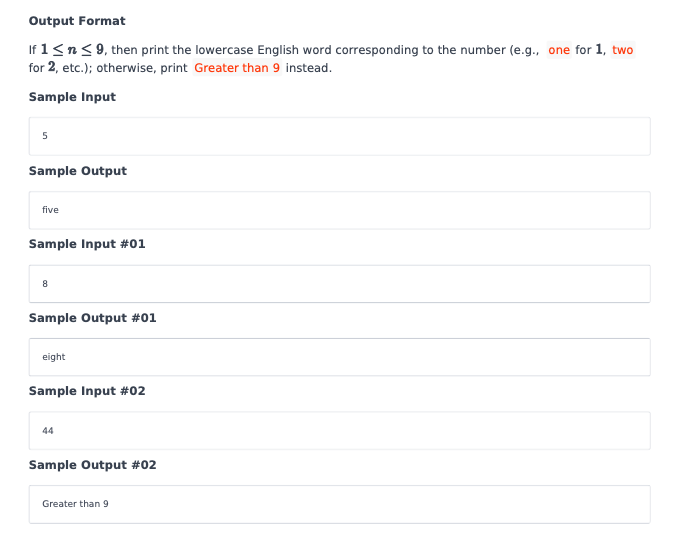 Output Format
If 1 ≤ n ≤ 9, then print the lowercase English word corresponding to the number (e.g., one for 1, two
for 2, etc.); otherwise, print Greater than 9 instead.
Sample Input
5
Sample Output
five
Sample Input #01
8
Sample Output #01
eight
Sample Input #02
44
Sample Output #02
Greater than 9